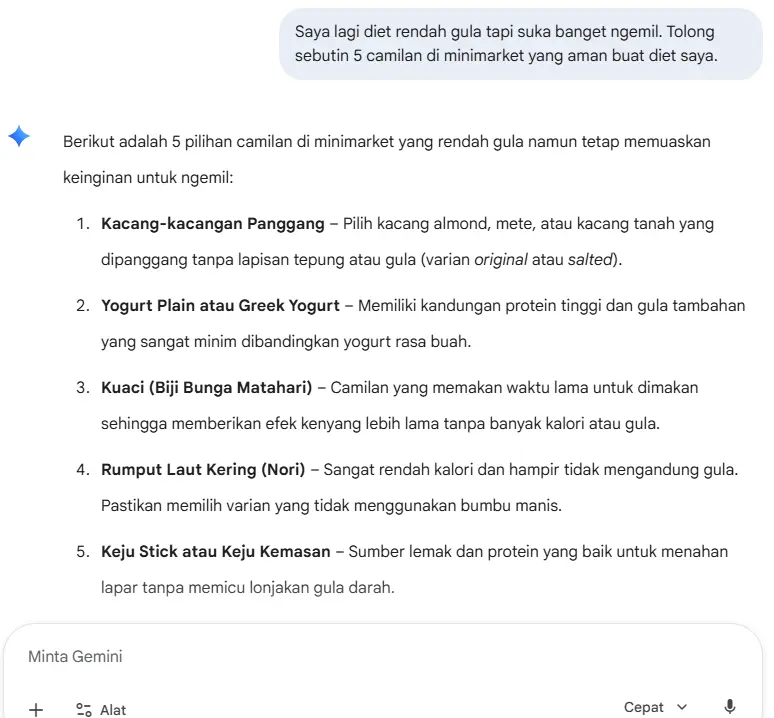 Saya lagi diet rendah gula tapi suka banget ngemil. Tolong
sebutin 5 camilan di minimarket yang aman buat diet saya.
Berikut adalah 5 pilihan camilan di minimarket yang rendah gula namun tetap memuaskan
keinginan untuk ngemil:
1. Kacang-kacangan Panggang – Pilih kacang almond, mete, atau kacang tanah yang
dipanggang tanpa lapisan tepung atau gula (varian original atau salted).
2. Yogurt Plain atau Greek Yogurt – Memiliki kandungan protein tinggi dan gula tambahan
yang sangat minim dibandingkan yogurt rasa buah.
3. Kuaci (Biji Bunga Matahari) – Camilan yang memakan waktu lama untuk dimakan
sehingga memberikan efek kenyang lebih lama tanpa banyak kalori atau gula.
4. Rumput Laut Kering (Nori) – Sangat rendah kalori dan hampir tidak mengandung gula.
Pastikan memilih varian yang tidak menggunakan bumbu manis.
5. Keju Stick atau Keju Kemasan – Sumber lemak dan protein yang baik untuk menahan
lapar tanpa memicu lonjakan gula darah.
Minta Gemini
Alat
Cepat